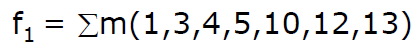 f₁ = ∑m(1,3,4,5,10,12,13)